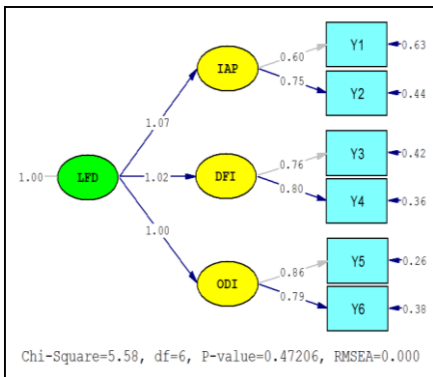 Y1
0.63
IAP
0.60
0.75
Y2
0.44
1.07
Y3
0.42
1.00
LFD
1.02
DFI
0.76
0.80
Y4
0.36
1.00
Y5
0.26
ODI
0.86
0.79
Y6
0.38
Chi-Square=5.58, df=6, P-value=0.47206, RMSEA=0.000